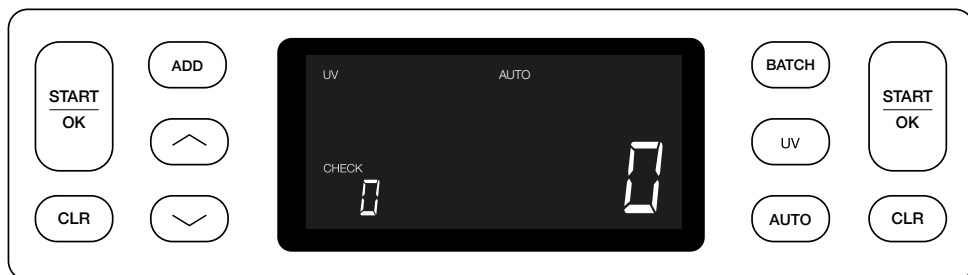 START
OK
CLR
ADD
UV AUTO
CHECK
0
0
BATCH
UV
AUTO
START
OK
CLR